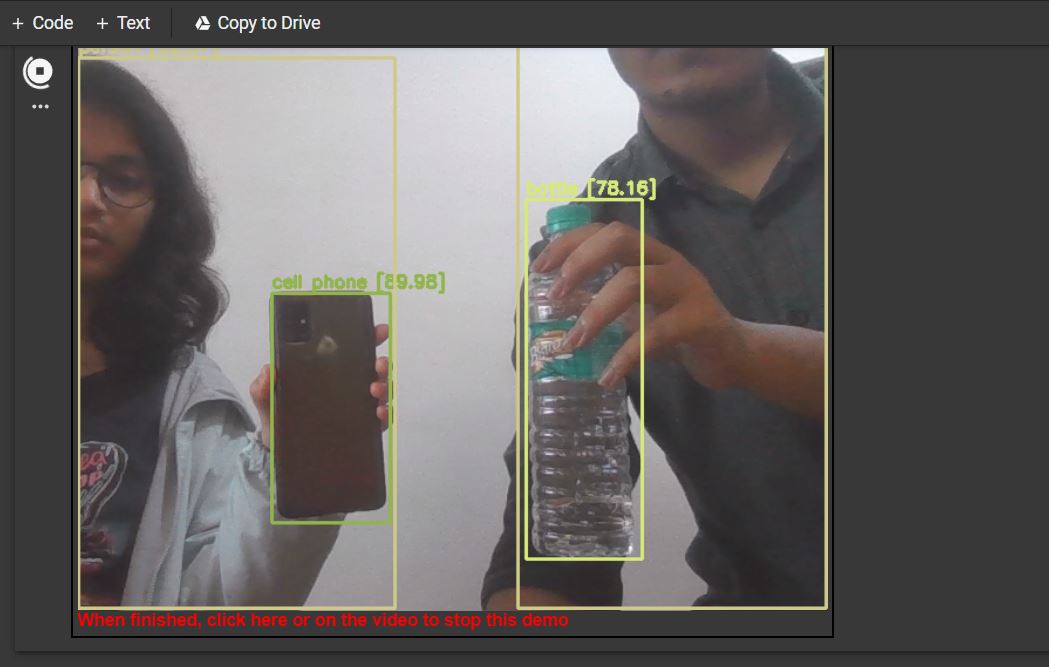 + Code + Text Copy to Drive
bottle [78.16]
cell phone [89.98]
When finished, click here or on the video to stop this demo